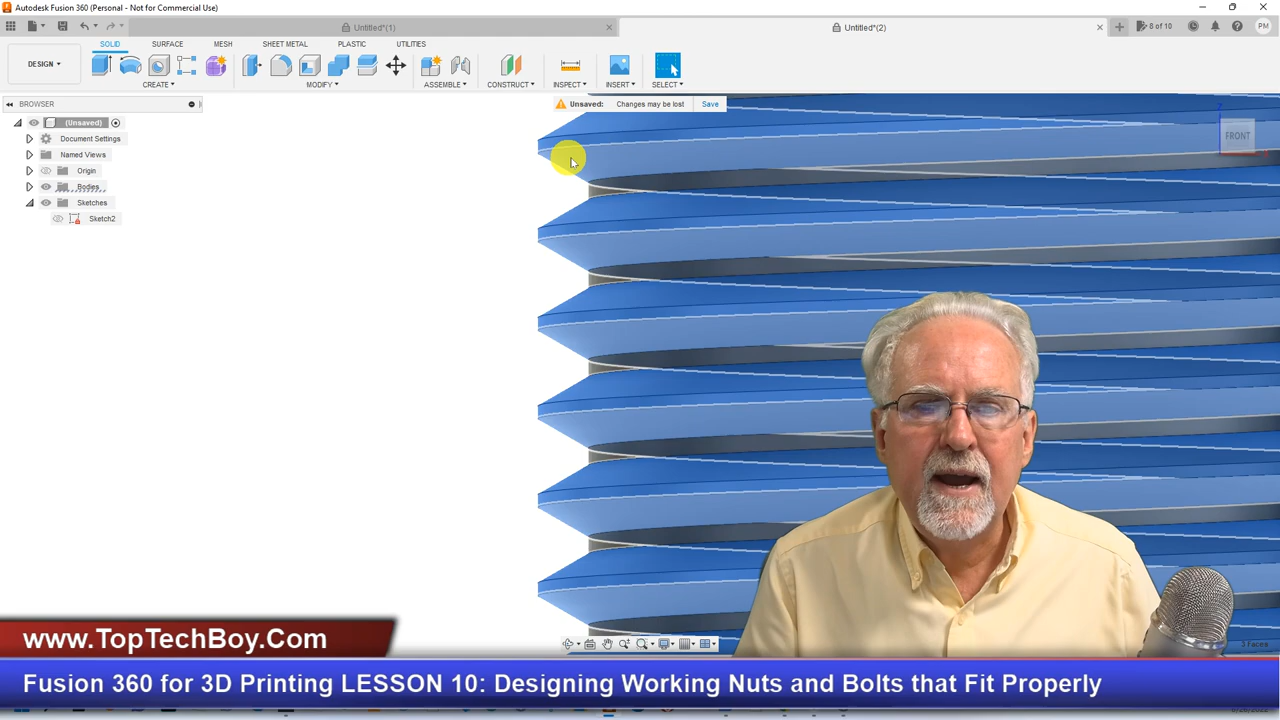 Autodesk Fusion 360 (Personal - Not for Commercial Use)
Untitled*(1)
Untitled*(2)
8 of 10
PM
DESIGN
SOLID
SURFACE
MESH
SHEET METAL
PLASTIC
UTILITIES
CREATE
MODIFY
ASSEMBLE
CONSTRUCT
INSPECT
INSERT
SELECT
BROWSER
Unsaved: Changes may be lost Save
(Unsaved)
Document Settings
Named Views
Origin
Bodies
Sketches
Sketch2
FRONT
Z
X
3 Faces
www.TopTechBoy.Com
Fusion 360 for 3D Printing LESSON 10: Designing Working Nuts and Bolts that Fit Properly